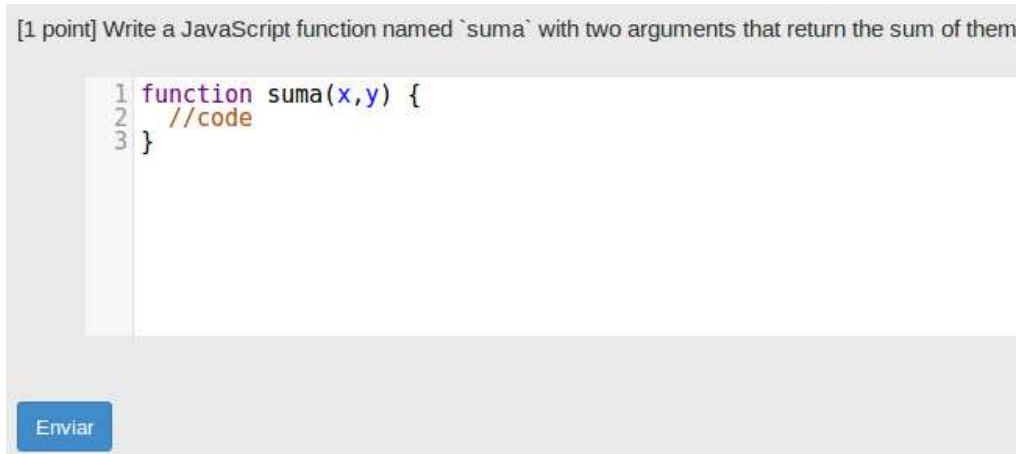 [1 point] Write a JavaScript function named `suma` with two arguments that return the sum of them
1 function suma(x,y) {
2 //code
3 }
Enviar